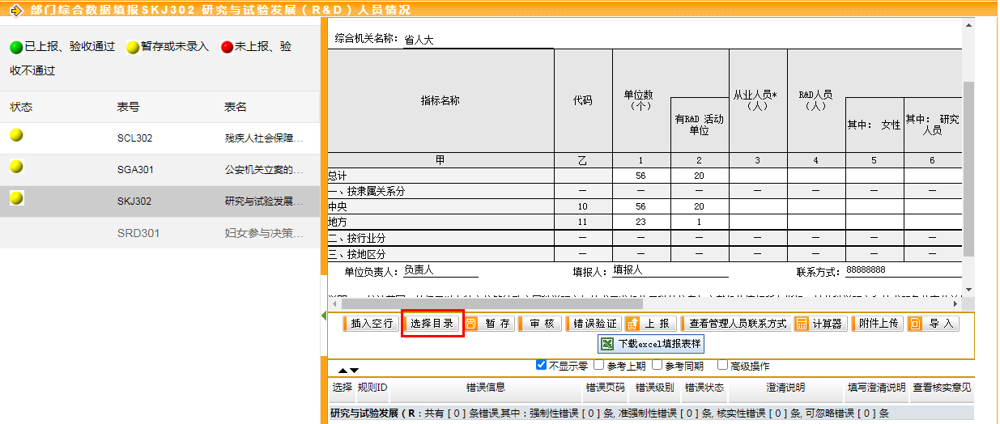 部门综合数据填报SKJ302 研究与试验发展（R&D）人员情况
已上报、验收通过 暂存或未录入 未上报、验
收不通过
状态 表号 表名
SCL302 残疾人社会保障...
SGA301 公安机关立案的...
SKJ302 研究与试验发展...
SRD301 妇女参与决策...
综合机关名称： 省人大
指标名称 代码 单位数（个） 有R&D 活动单位 从业人员*（人） R&D人员（人） 其中： 女性 其中： 研究人员
甲 乙 1 2 3 4 5 6
总计 56 20
一、按隶属关系分 — — — — — —
中央 10 56 20
地方 11 23 1
二、按行业分 — — — — — —
三、按地区分 — — — — — —
单位负责人： 负责人 填报人： 填报人 联系方式： 88888888
插入空行 选择目录 暂 存 审 核 错误验证 上 报 查看管理人员联系方式 计算器 附件上传 导 入
下载excel填报表样
不显示零 参考上期 参考同期 高级操作
选择 规则ID 错误信息 错误页码 错误级别 错误状态 澄清说明 填写澄清说明 查看核实意见
研究与试验发展（R：共有 [ 0 ] 条错误,其中：强制性错误 [ 0 ] 条, 准强制性错误 [ 0 ] 条, 核实性错误 [ 0 ] 条, 可忽略错误 [ 0 ] 条